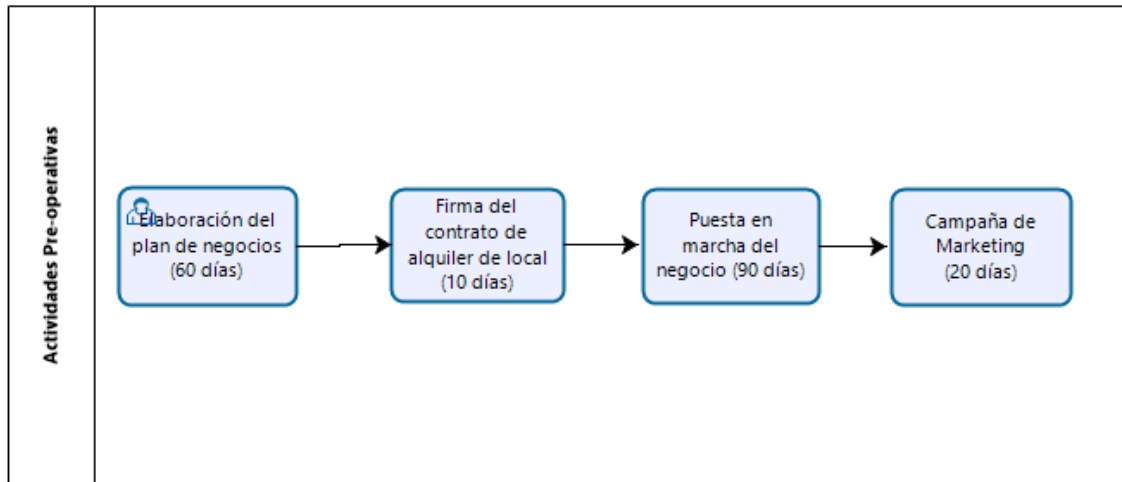 Actividades Pre-operativas
Elaboración del
plan de negocios
(60 días)
Firma del
contrato de
alquiler de local
(10 días)
Puesta en
marcha del
negocio (90 días)
Campaña de
Marketing
(20 días)